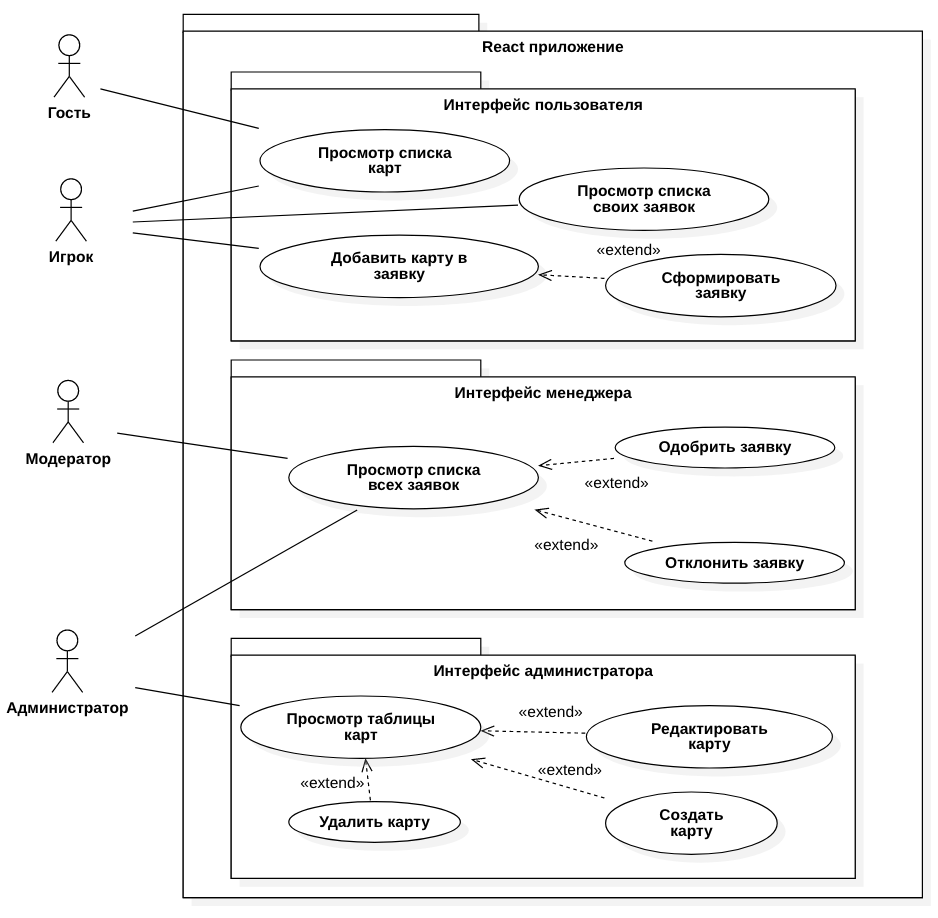 React приложение
Гость
Интерфейс пользователя
Просмотр списка
карт
Просмотр списка
своих заявок
Игрок
Добавить карту в
заявку
«extend»
Сформировать
заявку
Интерфейс менеджера
Модератор
Просмотр списка
всех заявок
Одобрить заявку
«extend»
«extend»
Отклонить заявку
Администратор
Интерфейс администратора
Просмотр таблицы
карт
«extend»
Редактировать
карту
«extend»
«extend»
Удалить карту
Создать
карту